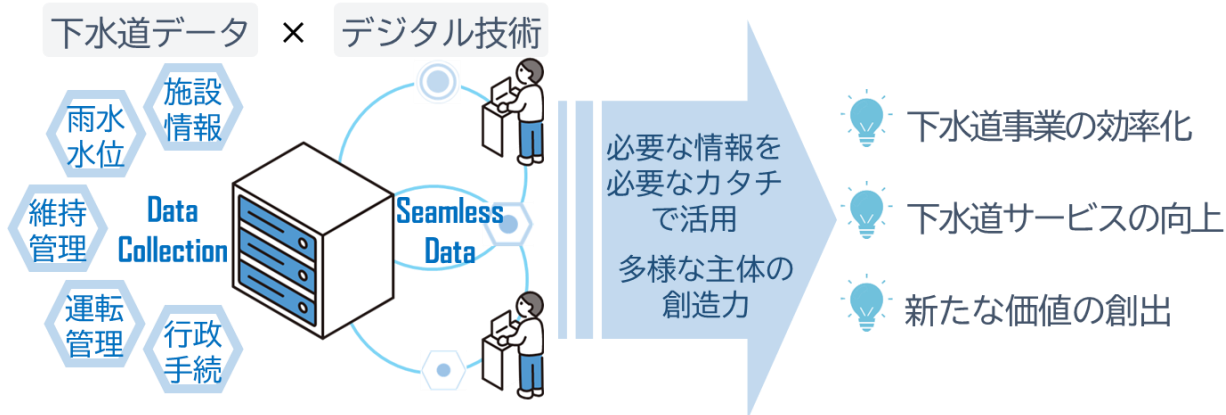 下水道データ × デジタル技術
施設
情報
雨水
水位
維持
管理
運転
管理
行政
手続
Data
Collection
Seamless
Data
必要な情報を
必要なカタチ
で活用
多様な主体の
創造力
下水道事業の効率化
下水道サービスの向上
新たな価値の創出